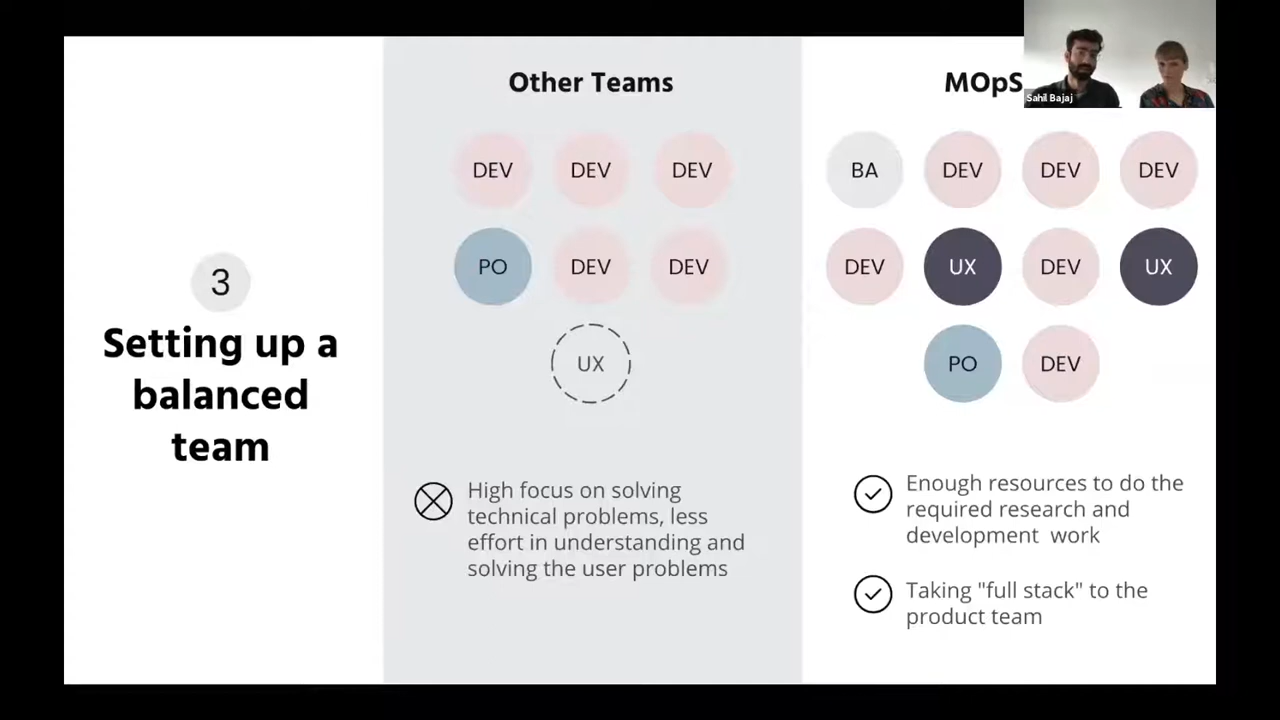 3
Setting up a
balanced
team
Other Teams
DEV DEV DEV
PO DEV DEV
UX
High focus on solving
technical problems, less
effort in understanding and
solving the user problems
MOpS
Sahil Bajaj
BA DEV DEV DEV
DEV UX DEV UX
PO DEV
Enough resources to do the
required research and
development work
Taking "full stack" to the
product team